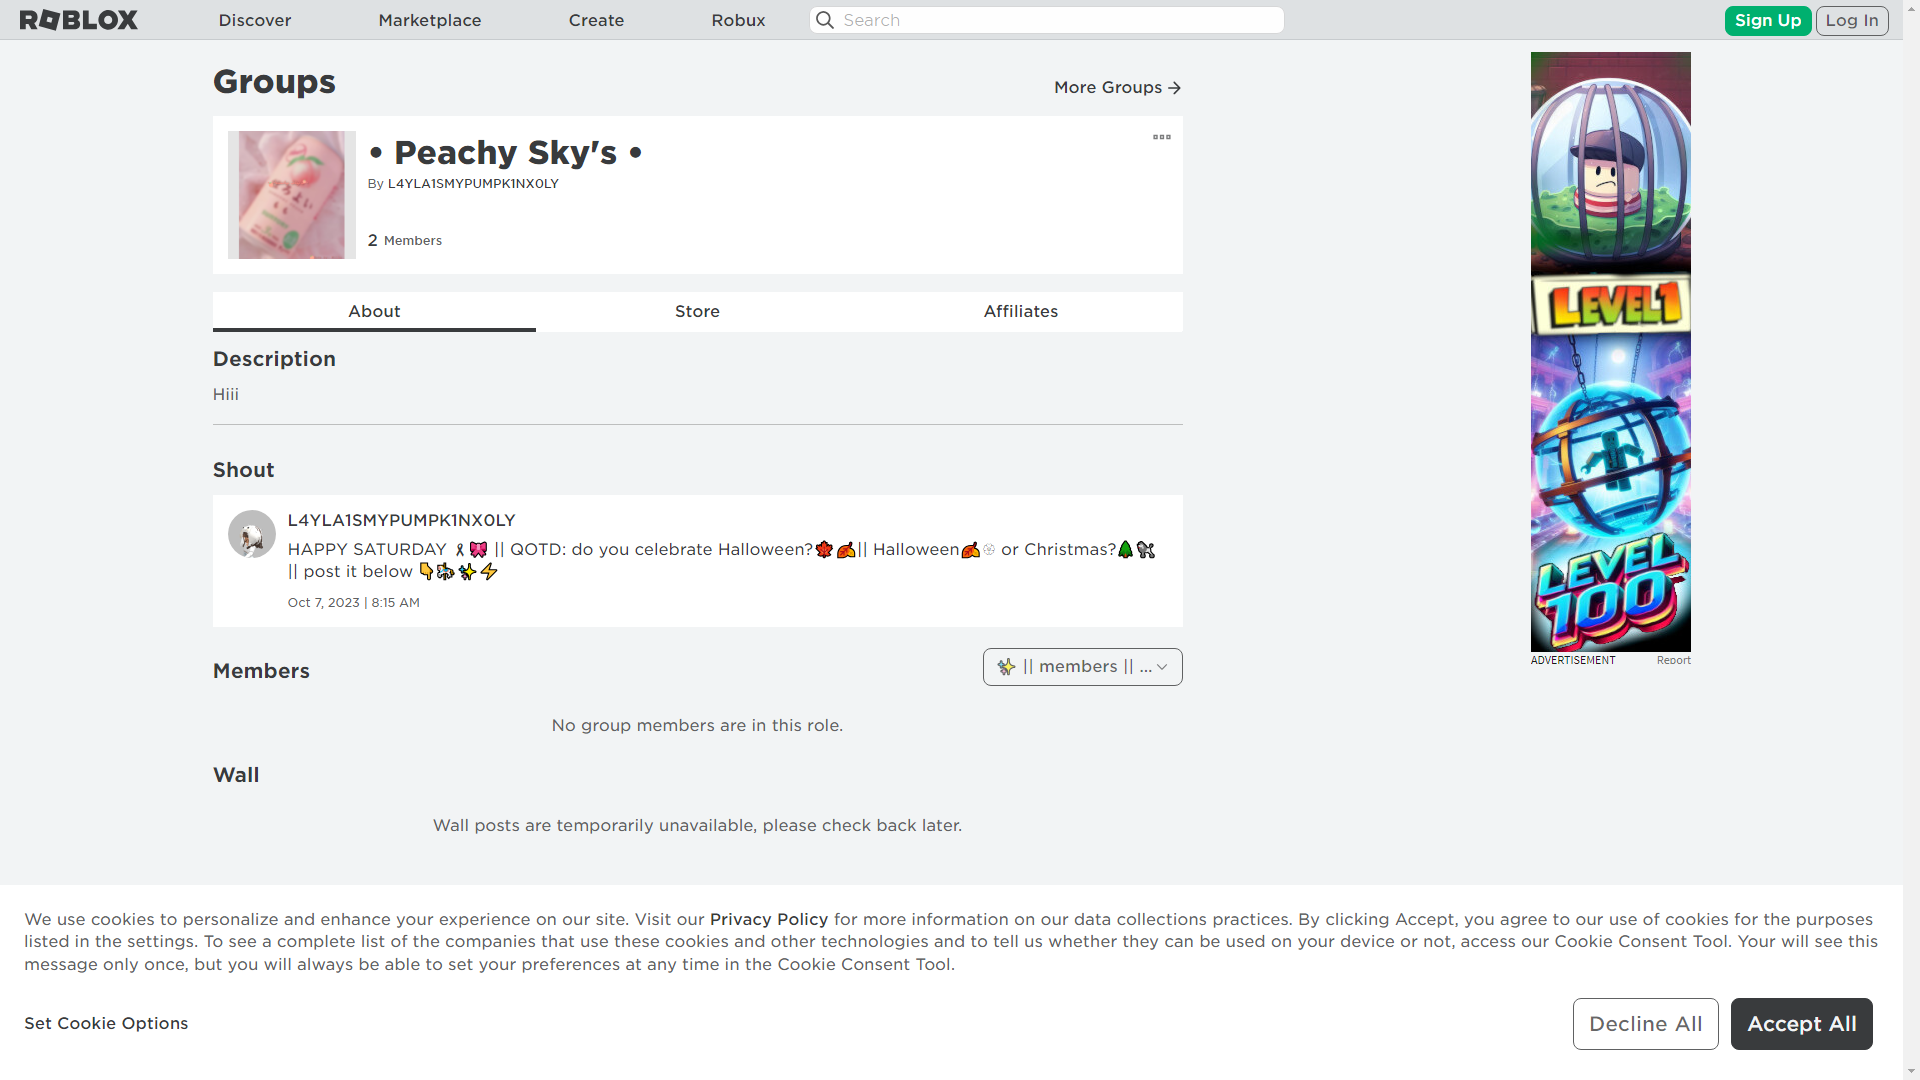 ROBLOX
Discover
Marketplace
Create
Robux
Search
Sign Up
Log In
Groups
More Groups →
• Peachy Sky's •
By L4YLA1SMYPUMPK1NX0LY
2 Members
About
Store
Affiliates
Description
Hiii
Shout
L4YLA1SMYPUMPK1NX0LY
HAPPY SATURDAY 🎗🎀 || QOTD: do you celebrate Halloween?🍁🍂|| Halloween🍂🏵 or Christmas?🌲🐩
|| post it below 👇🎠✨⚡
Oct 7, 2023 | 8:15 AM
Members
✨ || members || ...
No group members are in this role.
Wall
Wall posts are temporarily unavailable, please check back later.
LEVEL1
LEVEL
100
ADVERTISEMENT
Report
We use cookies to personalize and enhance your experience on our site. Visit our Privacy Policy for more information on our data collections practices. By clicking Accept, you agree to our use of cookies for the purposes
listed in the settings. To see a complete list of the companies that use these cookies and other technologies and to tell us whether they can be used on your device or not, access our Cookie Consent Tool. Your will see this
message only once, but you will always be able to set your preferences at any time in the Cookie Consent Tool.
Set Cookie Options
Decline All
Accept All